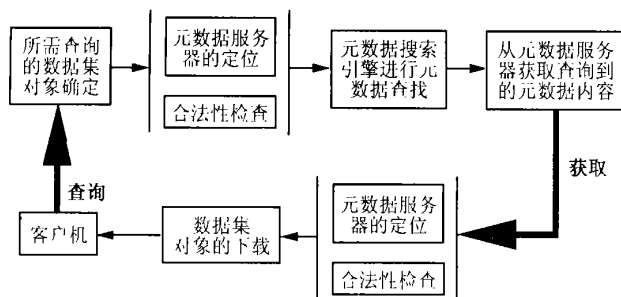 所需查询
的数据集
对象确定
元数据服务
器的定位
合法性检查
元数据搜索
引擎进行元
数据查找
从元数据服务
器获取查询到
的元数据内容
获取
查询
客户机
数据集
对象的下载
元数据服务
器的定位
合法性检查